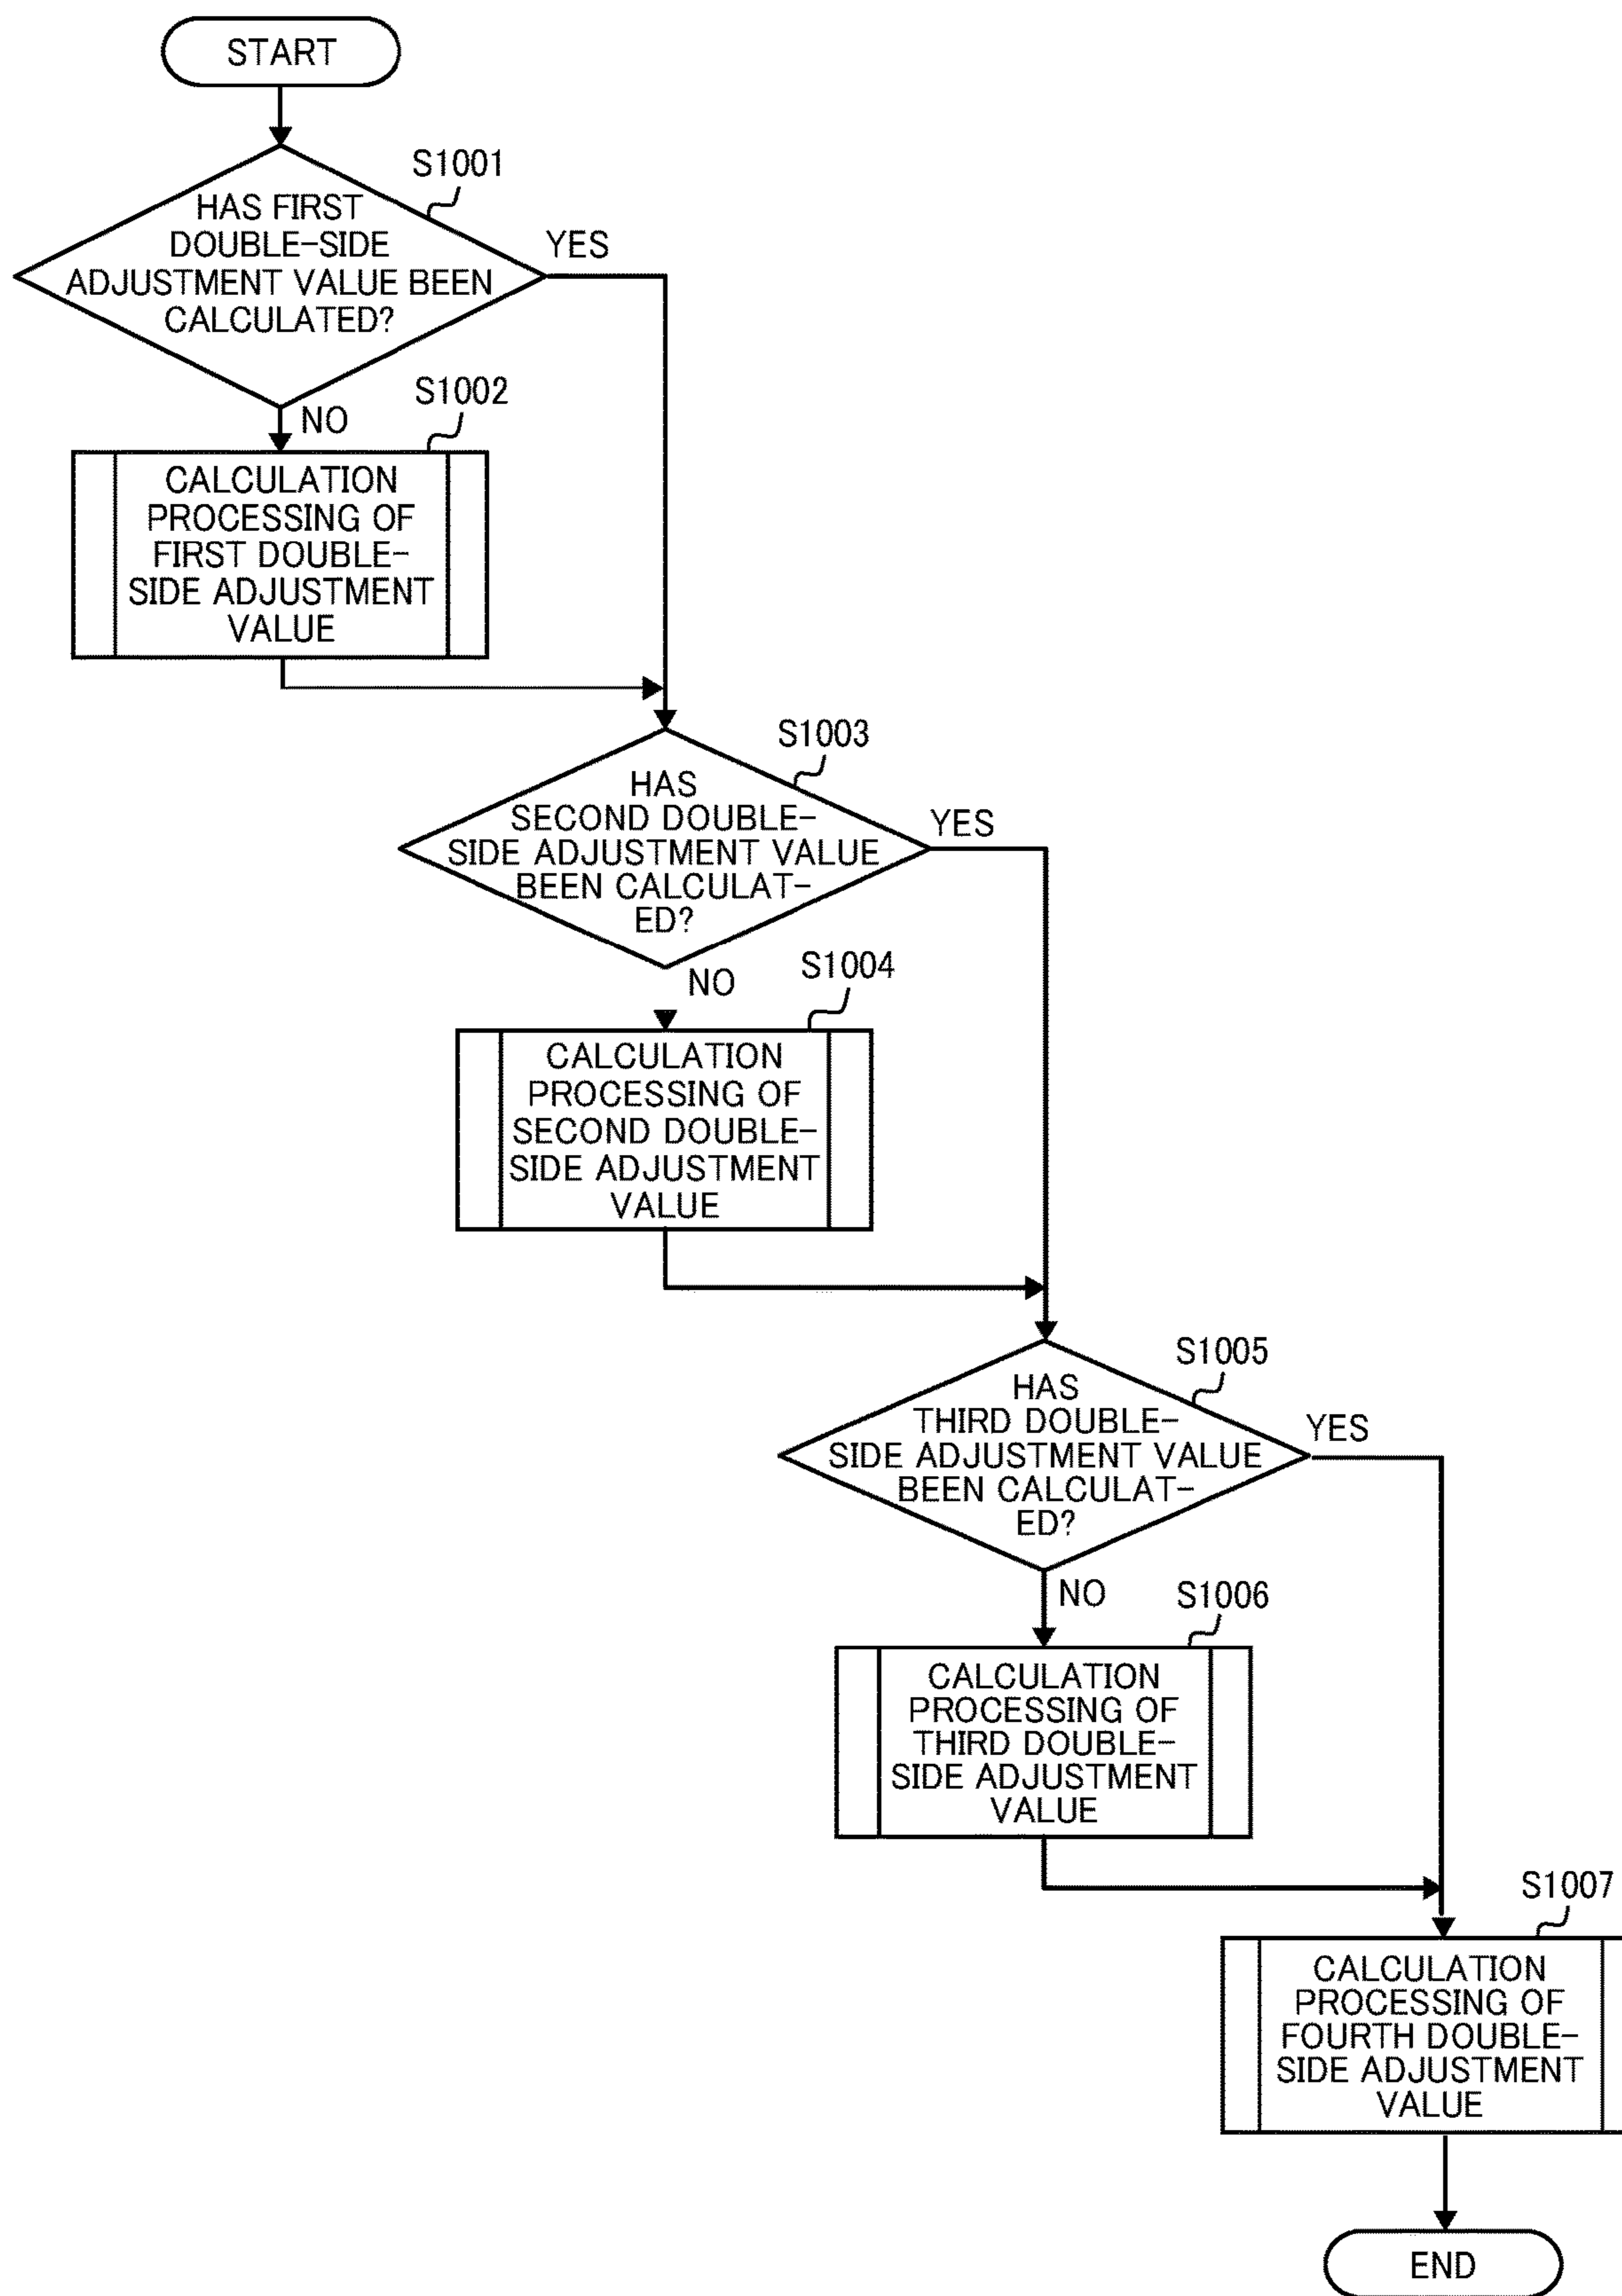 START
S1001
HAS FIRST
DOUBLE-SIDE
ADJUSTMENT VALUE BEEN
CALCULATED?
YES
NO
S1002
CALCULATION
PROCESSING OF
FIRST DOUBLE-
SIDE ADJUSTMENT
VALUE
S1003
HAS
SECOND DOUBLE-
SIDE ADJUSTMENT VALUE
BEEN CALCULAT-
ED?
YES
NO
S1004
CALCULATION
PROCESSING OF
SECOND DOUBLE-
SIDE ADJUSTMENT
VALUE
S1005
HAS
THIRD DOUBLE-
SIDE ADJUSTMENT VALUE
BEEN CALCULAT-
ED?
YES
NO
S1006
CALCULATION
PROCESSING OF
THIRD DOUBLE-
SIDE ADJUSTMENT
VALUE
S1007
CALCULATION
PROCESSING OF
FOURTH DOUBLE-
SIDE ADJUSTMENT
VALUE
END